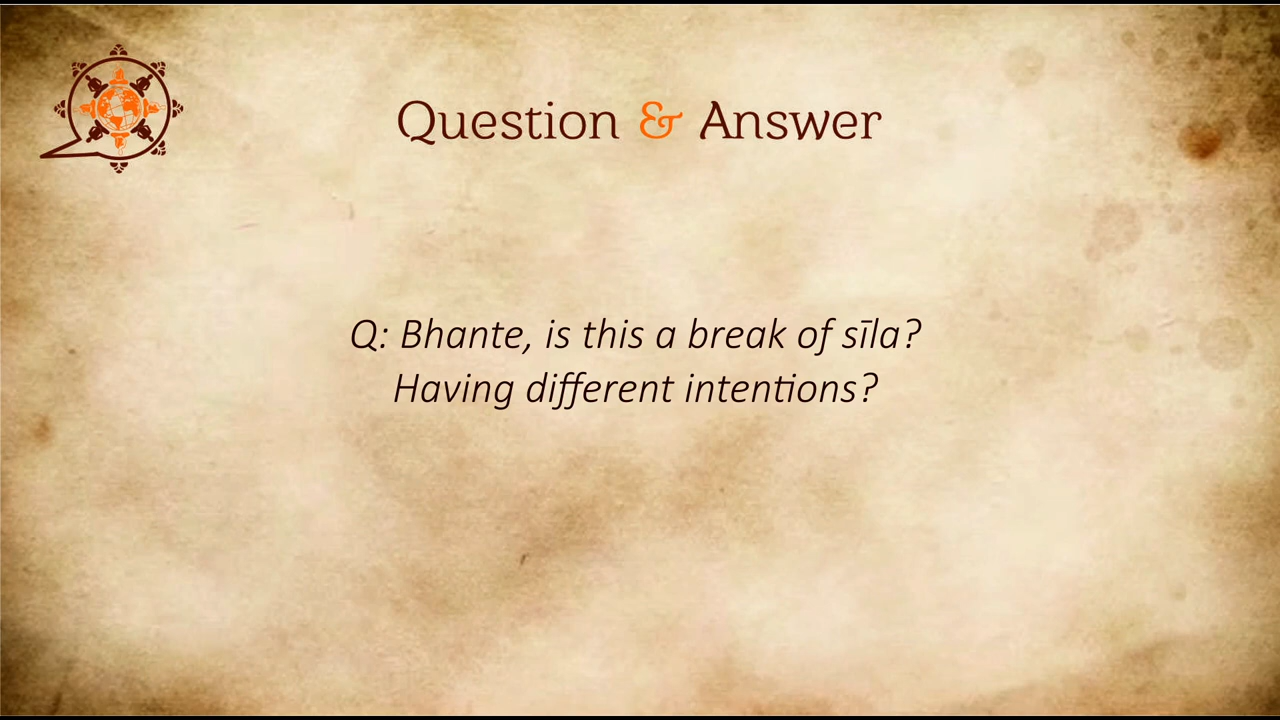 Question & Answer
Q: Bhante, is this a break of sīla?
Having different intentions?